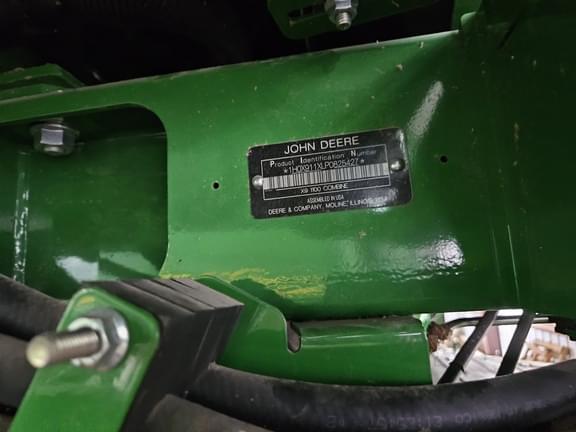 JOHN DEERE
Product Identification Number
*1H0X911XLP0825427*
X9 1100 COMBINE
ASSEMBLED IN USA
DEERE & COMPANY, MOLINE, ILLINOIS, USA